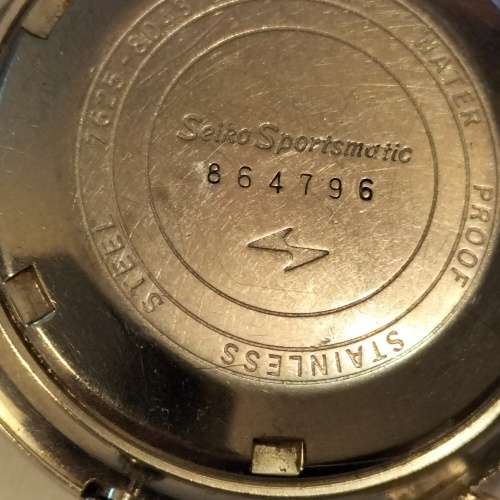 Seiko Sportsmatic
864796
WATER PROOF
STAINLESS STEEL